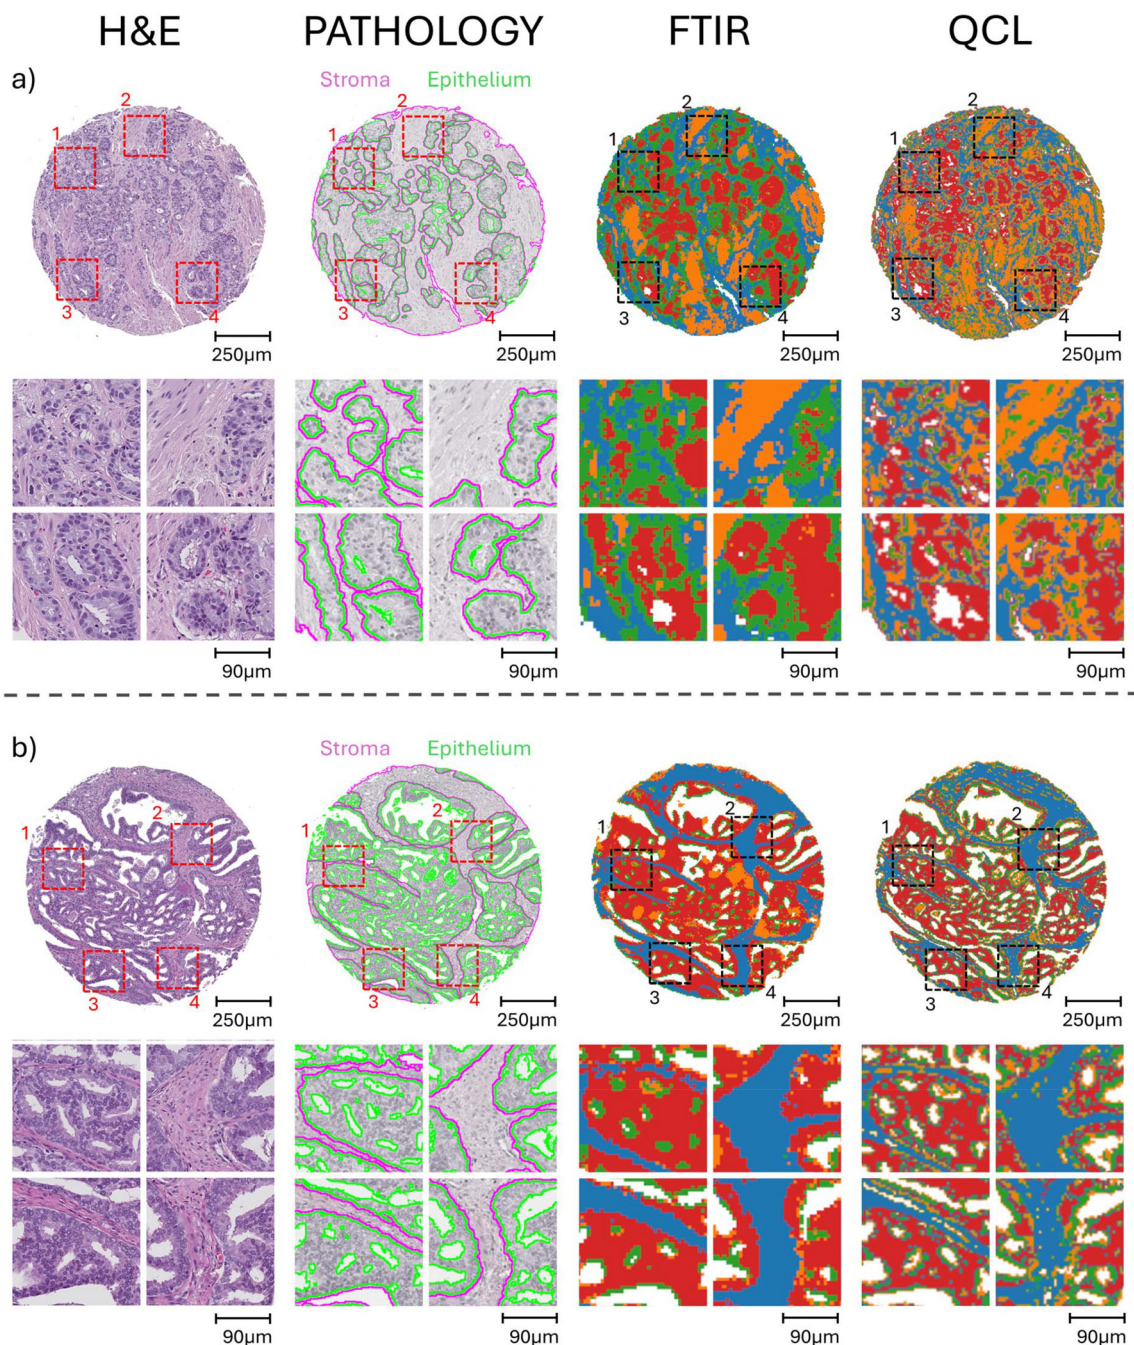 H&E PATHOLOGY FTIR QCL
a)
Stroma Epithelium
2 2 2 2
1 1 1 1
3 4 3 4 3 4 3 4
250µm 250µm 250µm 250µm
90µm 90µm 90µm 90µm
b)
Stroma Epithelium
2 2 2 2
1 1 1 1
3 4 3 4 3 4 3 4
250µm 250µm 250µm 250µm
90µm 90µm 90µm 90µm